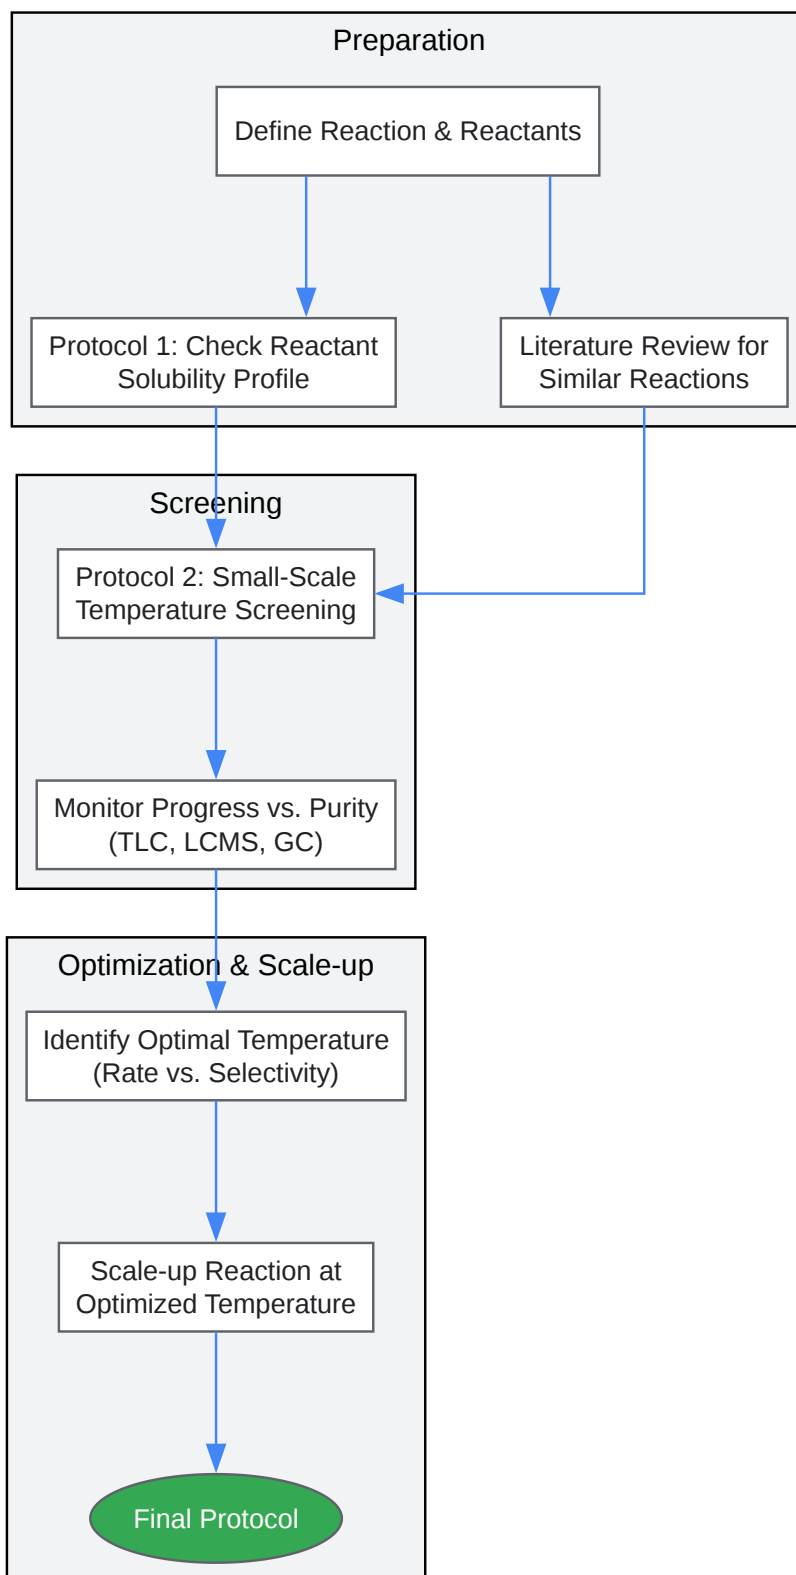 Preparation
Define Reaction & Reactants
Protocol 1: Check Reactant
Solubility Profile
Literature Review for
Similar Reactions
Screening
Protocol 2: Small-Scale
Temperature Screening
Monitor Progress vs. Purity
(TLC, LCMS, GC)
Optimization & Scale-up
Identify Optimal Temperature
(Rate vs. Selectivity)
Scale-up Reaction at
Optimized Temperature
Final Protocol